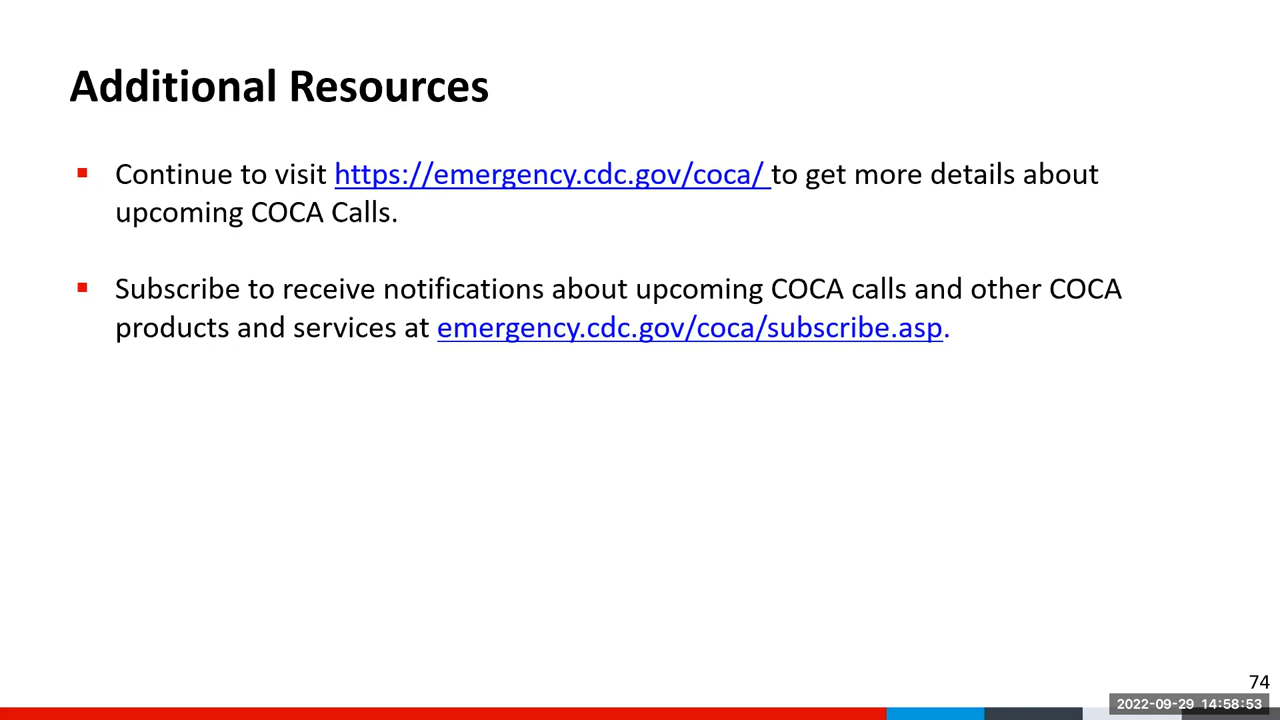 Additional Resources
▪ Continue to visit https://emergency.cdc.gov/coca/ to get more details about
upcoming COCA Calls.
▪ Subscribe to receive notifications about upcoming COCA calls and other COCA
products and services at emergency.cdc.gov/coca/subscribe.asp.
74
2022-09-29 14:58:53